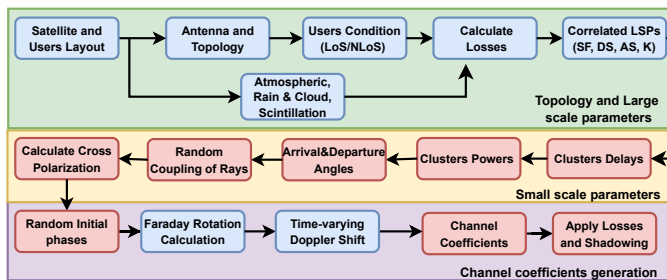 Satellite and
Users Layout
Antenna and
Topology
Users Condition
(LoS/NLoS)
Calculate
Losses
Correlated LSPs
(SF, DS, AS, K)
Atmospheric,
Rain & Cloud,
Scintillation
Topology and Large
scale parameters
Calculate Cross
Polarization
Random
Coupling of Rays
Arrival&Departure
Angles
Clusters Powers
Clusters Delays
Small scale parameters
Random Initial
phases
Faraday Rotation
Calculation
Time-varying
Doppler Shift
Channel
Coefficients
Apply Losses
and Shadowing
Channel coefficients generation